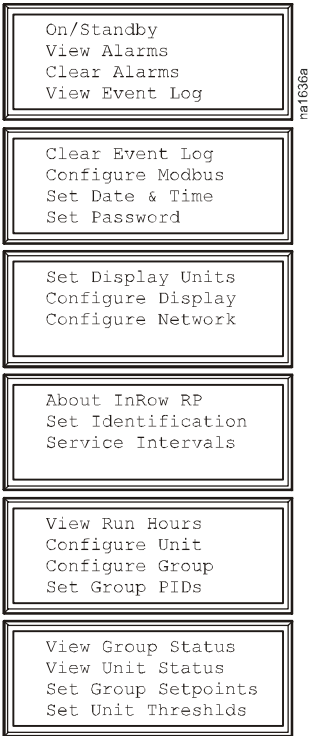 On/Standby
View Alarms
Clear Alarms
View Event Log
na1636a
Clear Event Log
Configure Modbus
Set Date & Time
Set Password
Set Display Units
Configure Display
Configure Network
About InRow RP
Set Identification
Service Intervals
View Run Hours
Configure Unit
Configure Group
Set Group PIDs
View Group Status
View Unit Status
Set Group Setpoints
Set Unit Threshlds